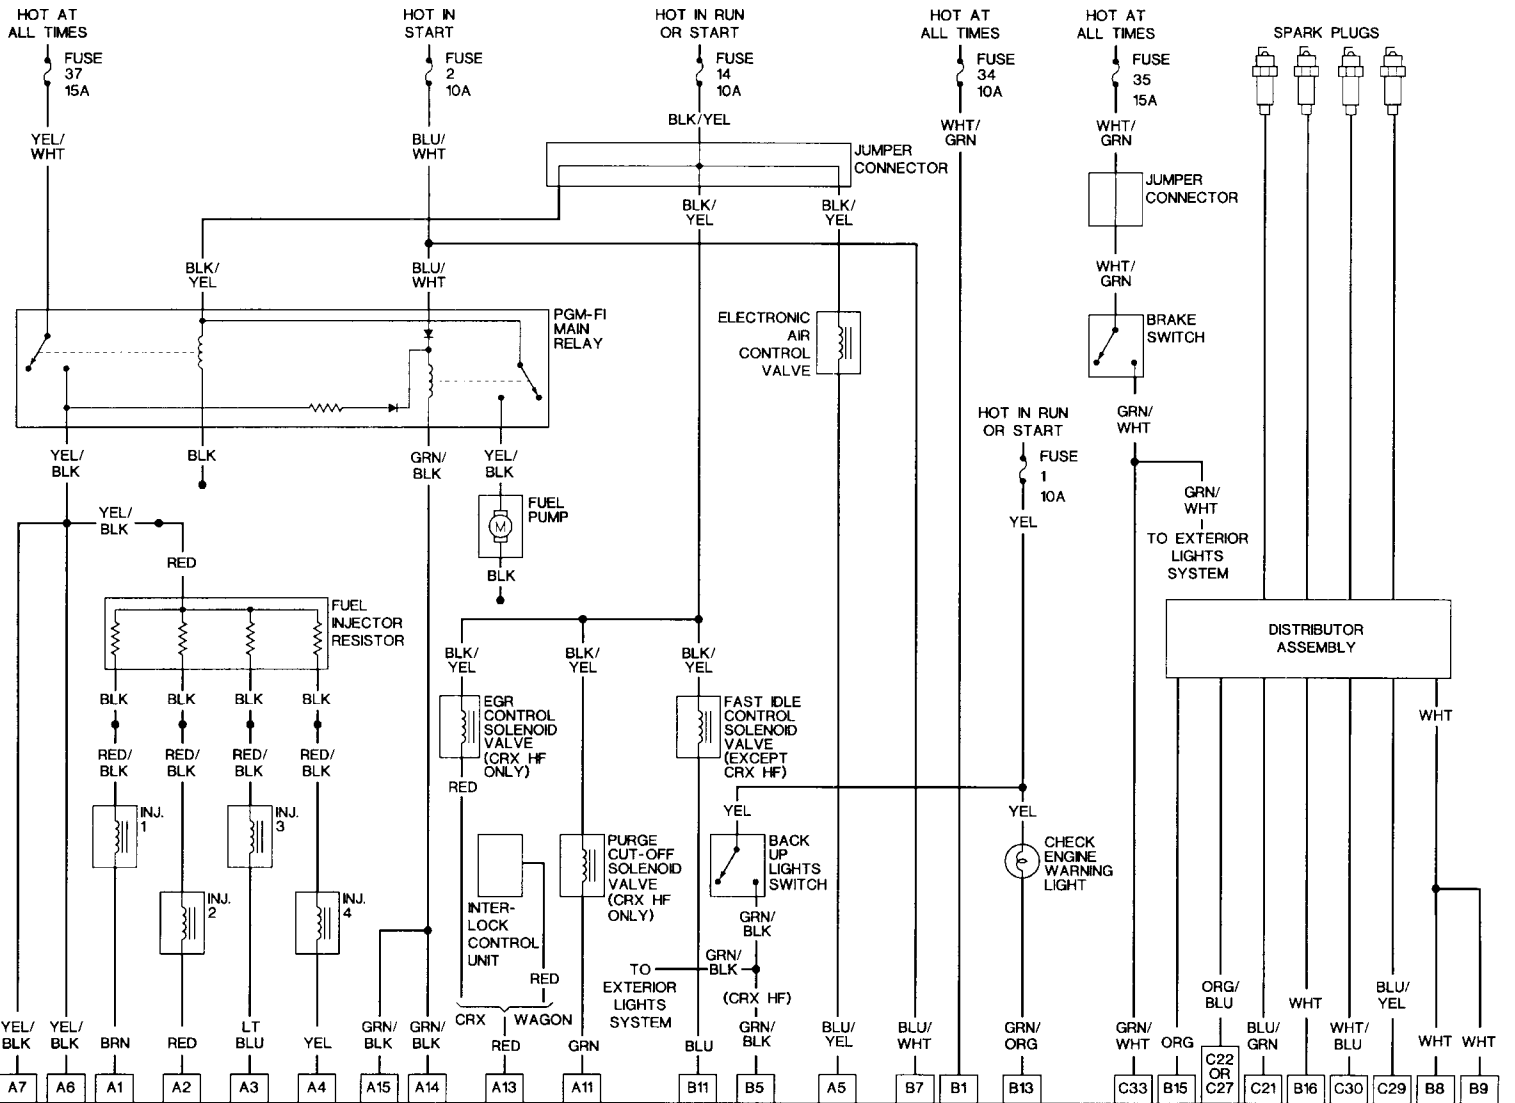 HOT AT
ALL TIMES
FUSE
37
15A
YEL/
WHT
HOT IN
START
FUSE
2
10A
BLU/
WHT
HOT IN RUN
OR START
FUSE
14
10A
BLK/YEL
JUMPER
CONNECTOR
HOT AT
ALL TIMES
FUSE
34
10A
WHT/
GRN
HOT AT
ALL TIMES
FUSE
35
15A
WHT/
GRN
JUMPER
CONNECTOR
SPARK PLUGS
BLK/
YEL
BLK/
YEL
BLK/
YEL
BLU/
WHT
WHT/
GRN
PGM-FI
MAIN
RELAY
ELECTRONIC
AIR
CONTROL
VALVE
BRAKE
SWITCH
HOT IN RUN
OR START
FUSE
1
10A
YEL
GRN/
WHT
GRN/
WHT
TO EXTERIOR
LIGHTS
SYSTEM
YEL/
BLK
BLK
GRN/
BLK
YEL/
BLK
FUEL
PUMP
M
BLK
YEL/
BLK
RED
FUEL
INJECTOR
RESISTOR
DISTRIBUTOR
ASSEMBLY
BLK
BLK
BLK
BLK
RED/
BLK
RED/
BLK
RED/
BLK
RED/
BLK
INJ.
1
INJ.
3
INJ.
2
INJ.
4
BLK/
YEL
BLK/
YEL
BLK/
YEL
EGR
CONTROL
SOLENOID
VALVE
(CRX HF
ONLY)
RED
FAST IDLE
CONTROL
SOLENOID
VALVE
(EXCEPT
CRX HF)
WHT
YEL
YEL
INTER-
LOCK CONTROL
UNIT
PURGE
CUT-OFF
SOLENOID
VALVE
(CRX HF
ONLY)
BACK
UP
LIGHTS
SWITCH
CHECK
ENGINE
WARNING
LIGHT
GRN/
BLK
GRN/
BLK
TO
EXTERIOR
LIGHTS
SYSTEM
(CRX HF)
RED
CRX
WAGON
YEL/
BLK
YEL/
BLK
BRN
RED
LT
BLU
YEL
GRN/
BLK
GRN/
BLK
RED
GRN
BLU
GRN/
BLK
BLU/
YEL
BLU/
WHT
GRN/
ORG
GRN/
WHT
ORG
ORG/
BLU
BLU/
GRN
WHT
WHT/
BLU
BLU/
YEL
WHT
WHT
A7
A6
A1
A2
A3
A4
A15
A14
A13
A11
B11
B5
A5
B7
B1
B13
C33
B15
C22
OR
C27
C21
B16
C30
C29
B8
B9